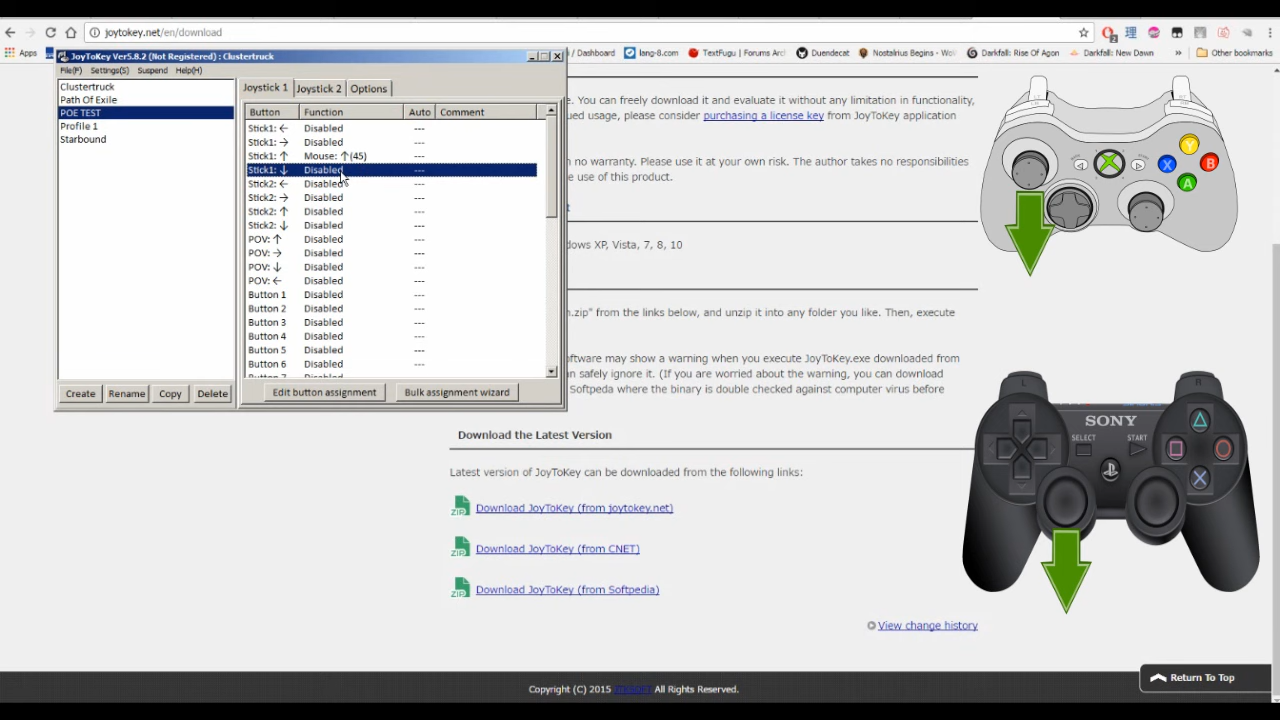 joytokey.net/en/download
Apps
/ Dashboard
lang-8.com
TextFugu | Forums Arcl
Duendecat
Nostalrius Begins - Wo
Darkfall: Rise Of Agon
Darkfall: New Dawn
»
Other bookmarks
JoyToKey Ver5.8.2 (Not Registered) : Clustertruck
File(F) Settings(S) Suspend Help(H)
Clustertruck
Path Of Exile
POE TEST
Profile 1
Starbound
Create
Rename
Copy
Delete
Joystick 1
Joystick 2
Options
Button Function Auto Comment
Stick1: ← Disabled ---
Stick1: → Disabled ---
Stick1: ↑ Mouse: ↑(45) ---
Stick1: ↓ Disabled ---
Stick2: ← Disabled ---
Stick2: → Disabled ---
Stick2: ↑ Disabled ---
Stick2: ↓ Disabled ---
POV: ↑ Disabled ---
POV: → Disabled ---
POV: ↓ Disabled ---
POV: ← Disabled ---
Button 1 Disabled ---
Button 2 Disabled ---
Button 3 Disabled ---
Button 4 Disabled ---
Button 5 Disabled ---
Button 6 Disabled ---
Edit button assignment
Bulk assignment wizard
e. You can freely download it and evaluate it without any limitation in functionality,
ued usage, please consider purchasing a license key from JoyToKey application
h no warranty. Please use it at your own risk. The author takes no responsibilities
e use of this product.
t
dows XP, Vista, 7, 8, 10
n.zip" from the links below, and unzip it into any folder you like. Then, execute
oftware may show a warning when you execute JoyToKey.exe downloaded from
n safely ignore it. (If you are worried about the warning, you can download
Softpedia where the binary is double checked against computer virus before
Download the Latest Version
Latest version of JoyToKey can be downloaded from the following links:
ZIP Download JoyToKey (from joytokey.net)
ZIP Download JoyToKey (from CNET)
ZIP Download JoyToKey (from Softpedia)
View change history
Copyright (C) 2015 JTKSOFT All Rights Reserved.
Return To Top
Y
X
B
A
L
R
SONY
SELECT
START